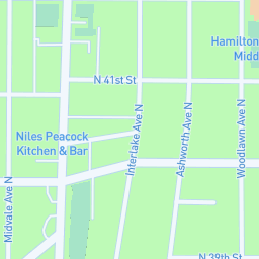 Hamilton
Midd
N 41st St
Niles Peacock
Kitchen & Bar
Interlake Ave N
Ashworth Ave N
Woodlawn Ave N
Midvale Ave N
N 39th St